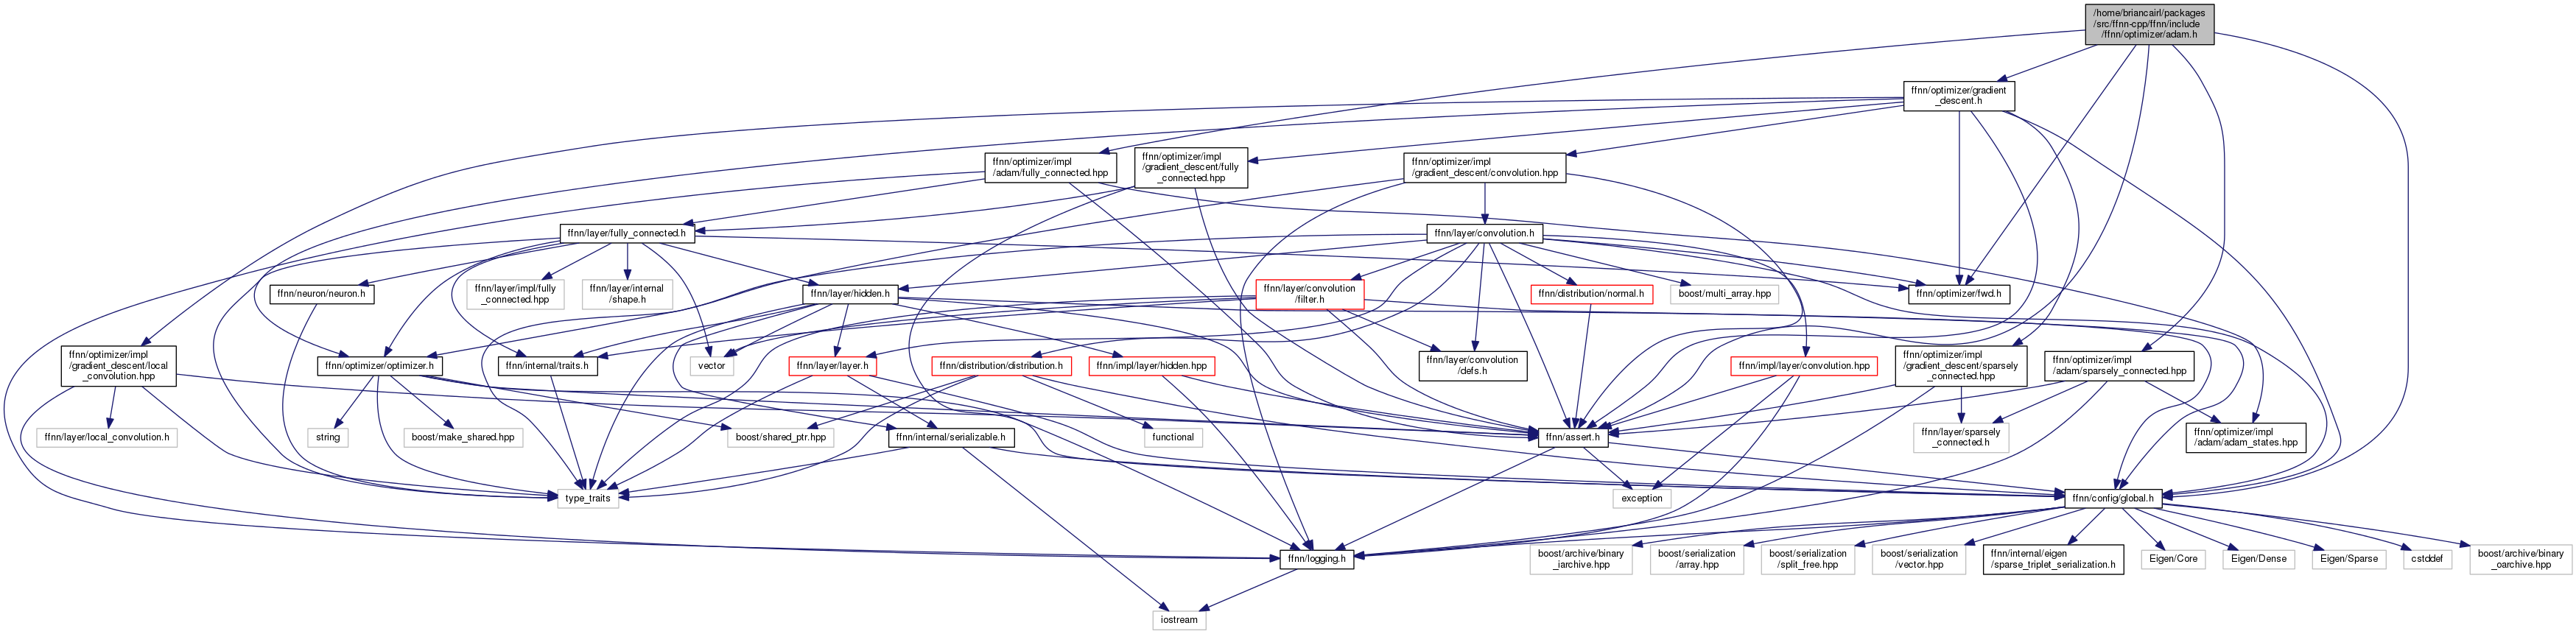 /home/briancairl/packages
/src/ffnn-cpp/ffnn/include
/ffnn/optimizer/adam.h
ffnn/optimizer/gradient
_descent.h
ffnn/optimizer/impl
/adam/fully_connected.hpp
ffnn/optimizer/impl
/gradient_descent/fully
_connected.hpp
ffnn/optimizer/impl
/gradient_descent/convolution.hpp
ffnn/layer/fully_connected.h
ffnn/layer/convolution.h
ffnn/neuron/neuron.h
ffnn/layer/impl/fully
_connected.hpp
ffnn/layer/internal
/shape.h
ffnn/layer/hidden.h
ffnn/layer/convolution
/filter.h
ffnn/distribution/normal.h
boost/multi_array.hpp
ffnn/optimizer/fwd.h
ffnn/optimizer/impl
/gradient_descent/local
_convolution.hpp
ffnn/optimizer/optimizer.h
ffnn/internal/traits.h
vector
ffnn/layer/layer.h
ffnn/distribution/distribution.h
ffnn/impl/layer/hidden.hpp
ffnn/layer/convolution
/defs.h
ffnn/impl/layer/convolution.hpp
ffnn/optimizer/impl
/gradient_descent/sparsely
_connected.hpp
ffnn/optimizer/impl
/adam/sparsely_connected.hpp
ffnn/layer/local_convolution.h
string
boost/make_shared.hpp
boost/shared_ptr.hpp
ffnn/internal/serializable.h
functional
ffnn/assert.h
ffnn/layer/sparsely
_connected.h
ffnn/optimizer/impl
/adam/adam_states.hpp
type_traits
exception
ffnn/config/global.h
ffnn/logging.h
boost/archive/binary
_iarchive.hpp
boost/serialization
/array.hpp
boost/serialization
/split_free.hpp
boost/serialization
/vector.hpp
ffnn/internal/eigen
/sparse_triplet_serialization.h
Eigen/Core
Eigen/Dense
Eigen/Sparse
cstddef
boost/archive/binary
_oarchive.hpp
iostream